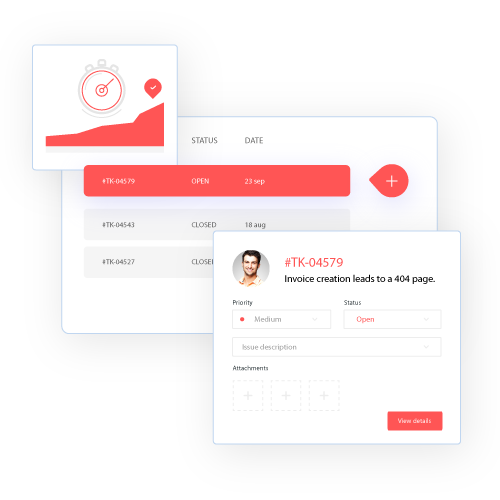 STATUS DATE
#TK-04579 OPEN 23 sep
#TK-04543 CLOSED 18 aug
#TK-04527
#TK-04579
Invoice creation leads to a 404 page.
Priority Status
Medium Open
Issue description
Attachments
View details